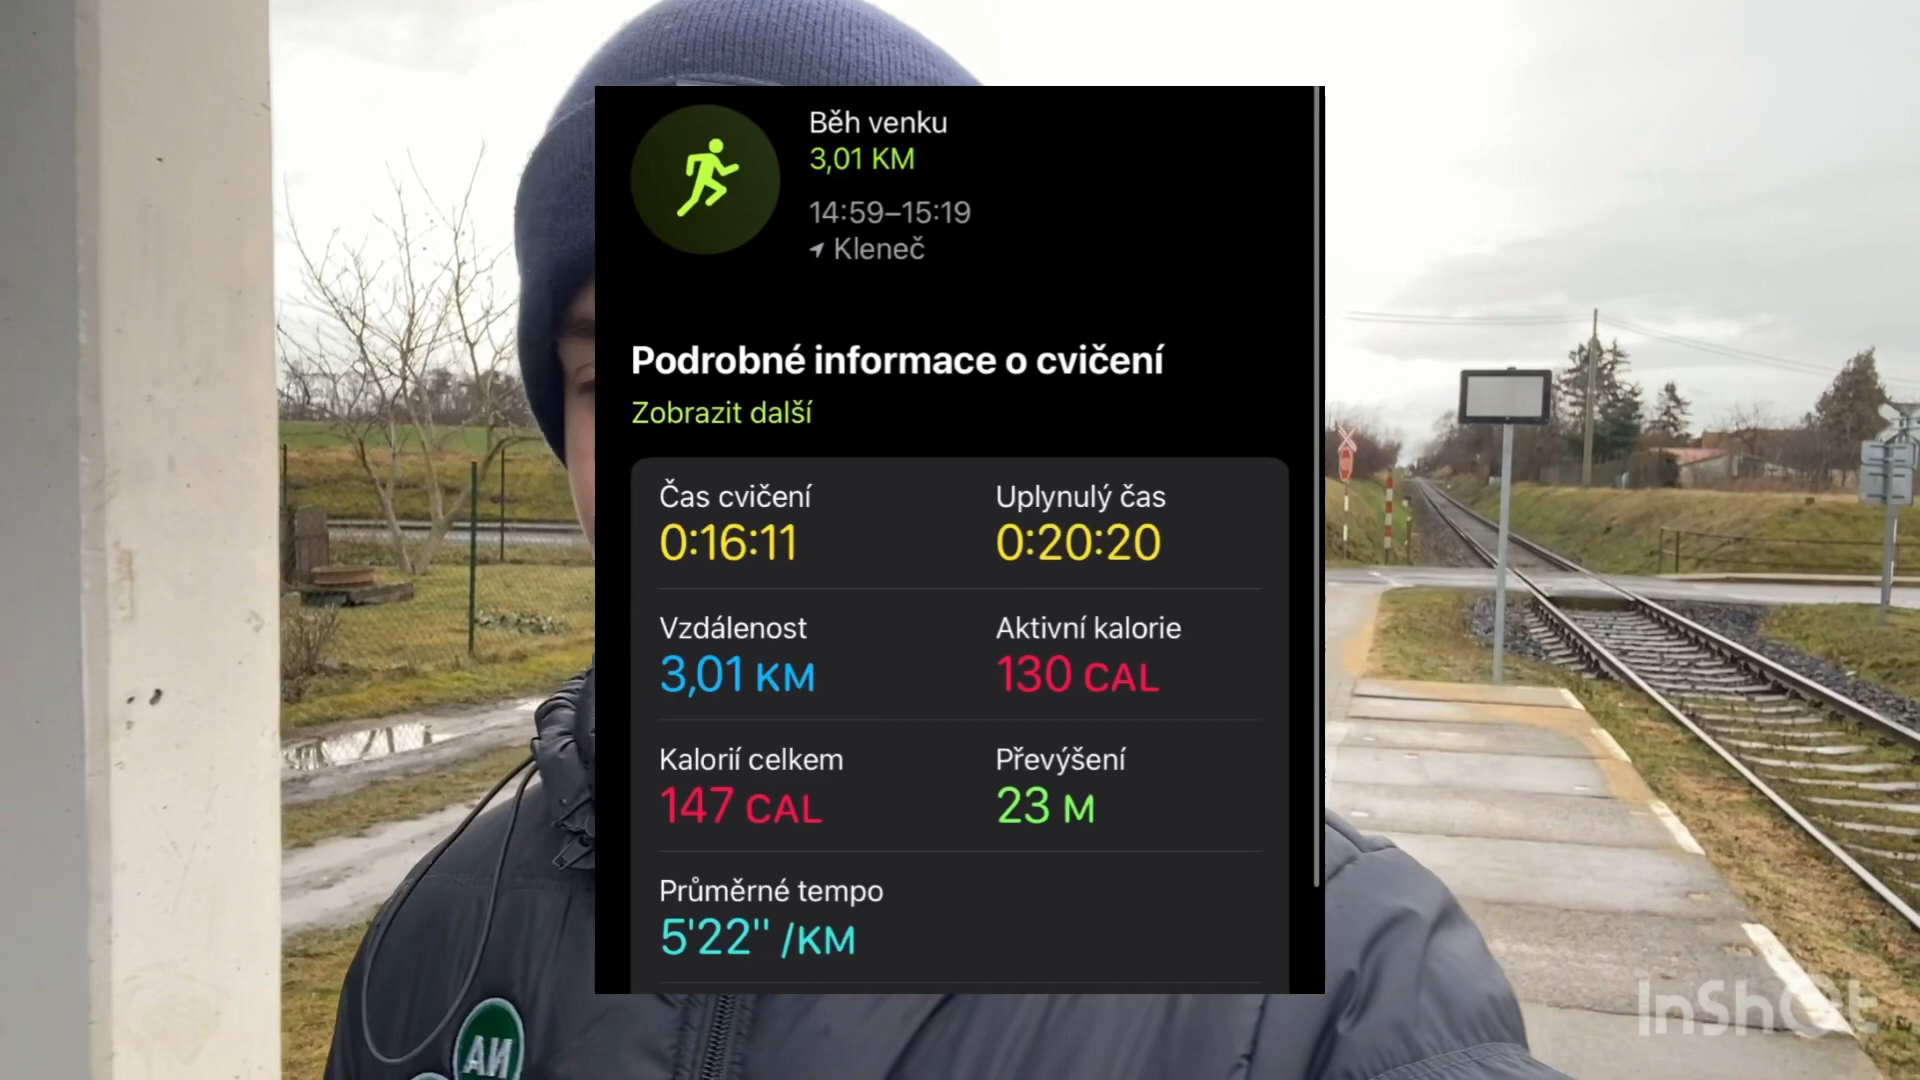 Běh venku
3,01 KM
14:59–15:19
Kleneč
Podrobné informace o cvičení
Zobrazit další
Čas cvičení
0:16:11
Uplynulý čas
0:20:20
Vzdálenost
3,01 KM
Aktivní kalorie
130 CAL
Kalorií celkem
147 CAL
Převýšení
23 M
Průměrné tempo
5'22'' /KM
InShOt